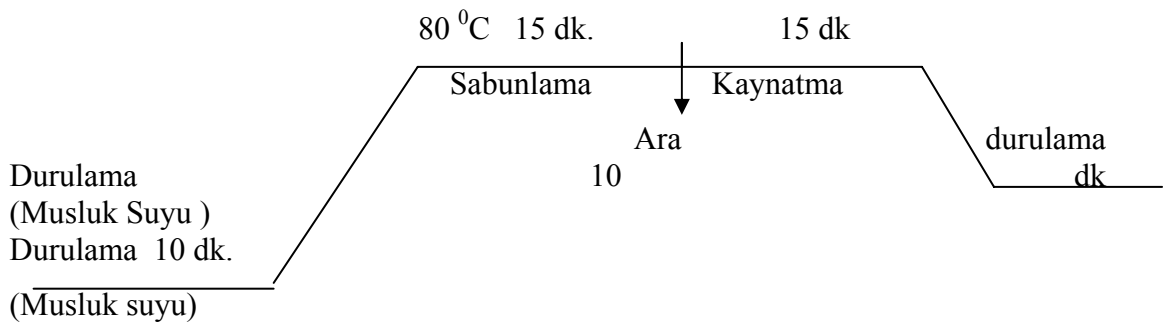 80 ⁰C 15 dk. 15 dk
Sabunlama Kaynatma
Ara durulama
Durulama 10 dk
(Musluk Suyu )
Durulama 10 dk.
(Musluk suyu)